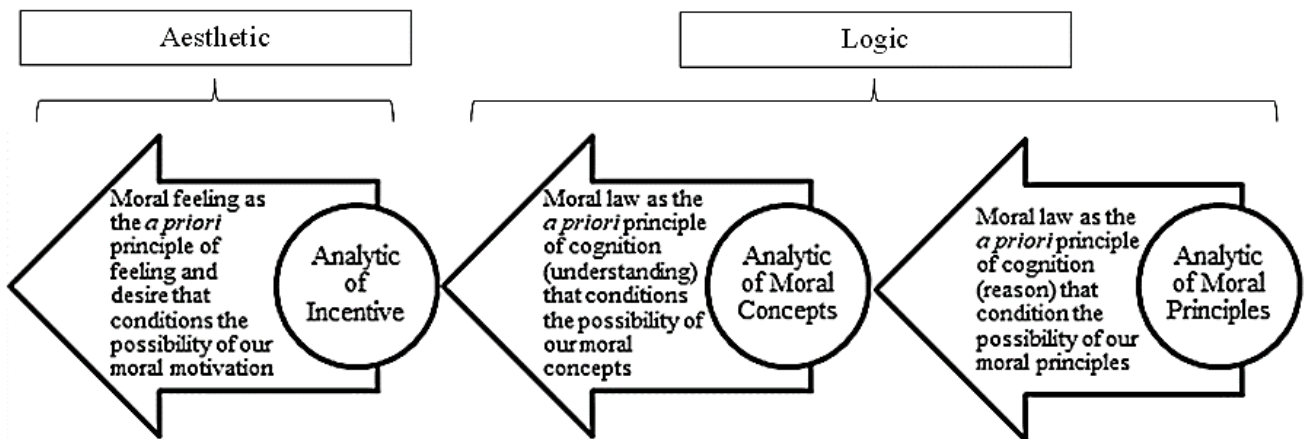 Aesthetic
Logic
Moral feeling as
the a priori
principle of
feeling and
desire that
conditions the
possibility of our
moral motivation
Analytic
of
Incentive
Moral law as the
a priori principle
of cognition
(understanding)
that conditions
the possibility of
our moral
concepts
Analytic
of Moral
Concepts
Moral law as the
a priori principle
of cognition
(reason) that
condition the
possibility of our
moral principles
Analytic
of Moral
Principles